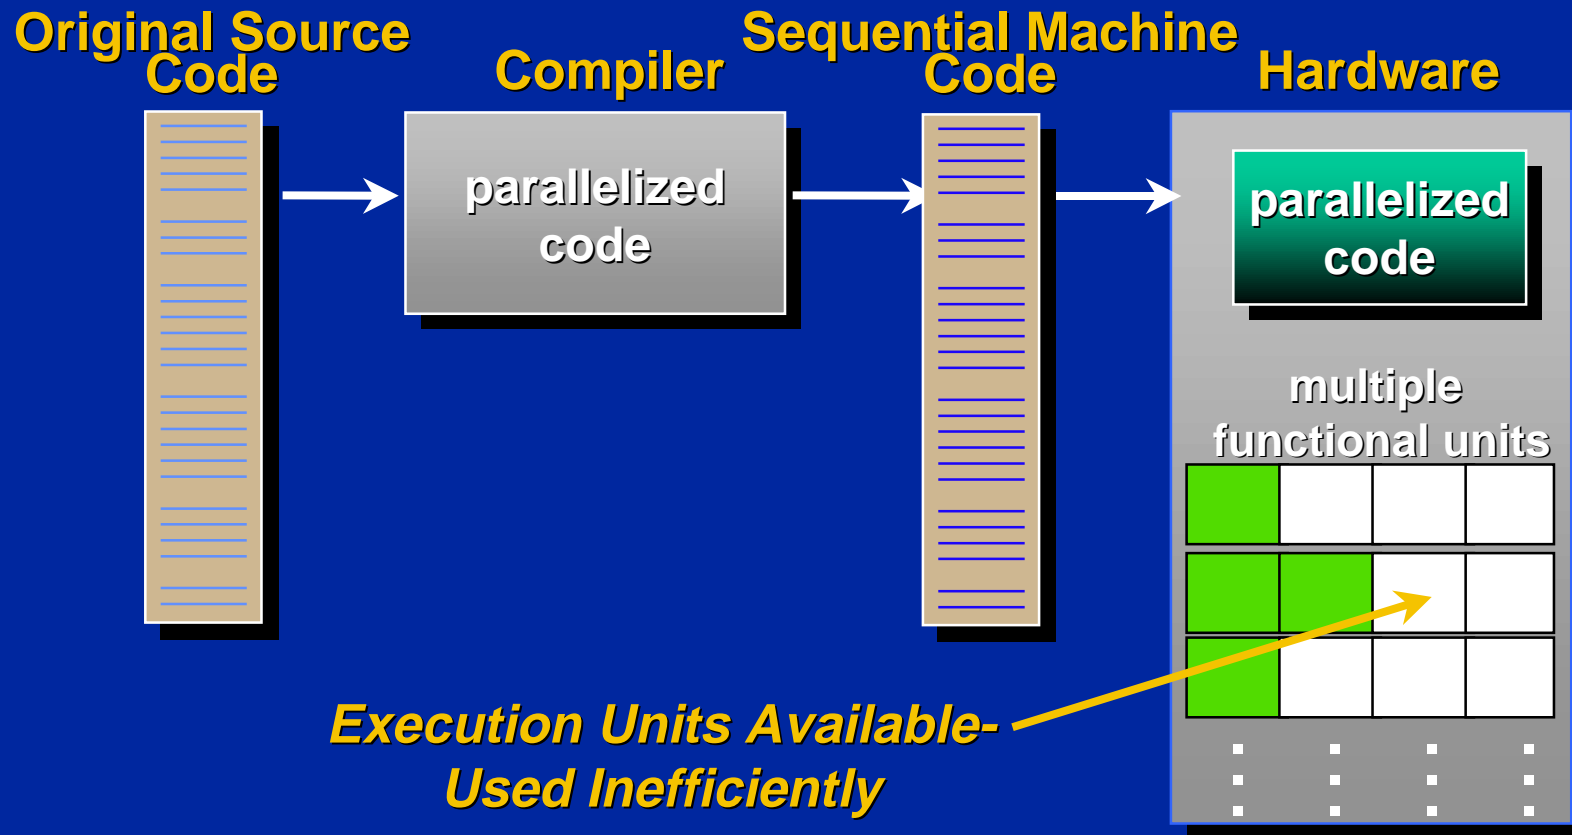 Original Source
Code
Compiler
Sequential Machine
Code
Hardware
parallelized
code
parallelized
code
multiple
functional units
Execution Units Available-
Used Inefficiently